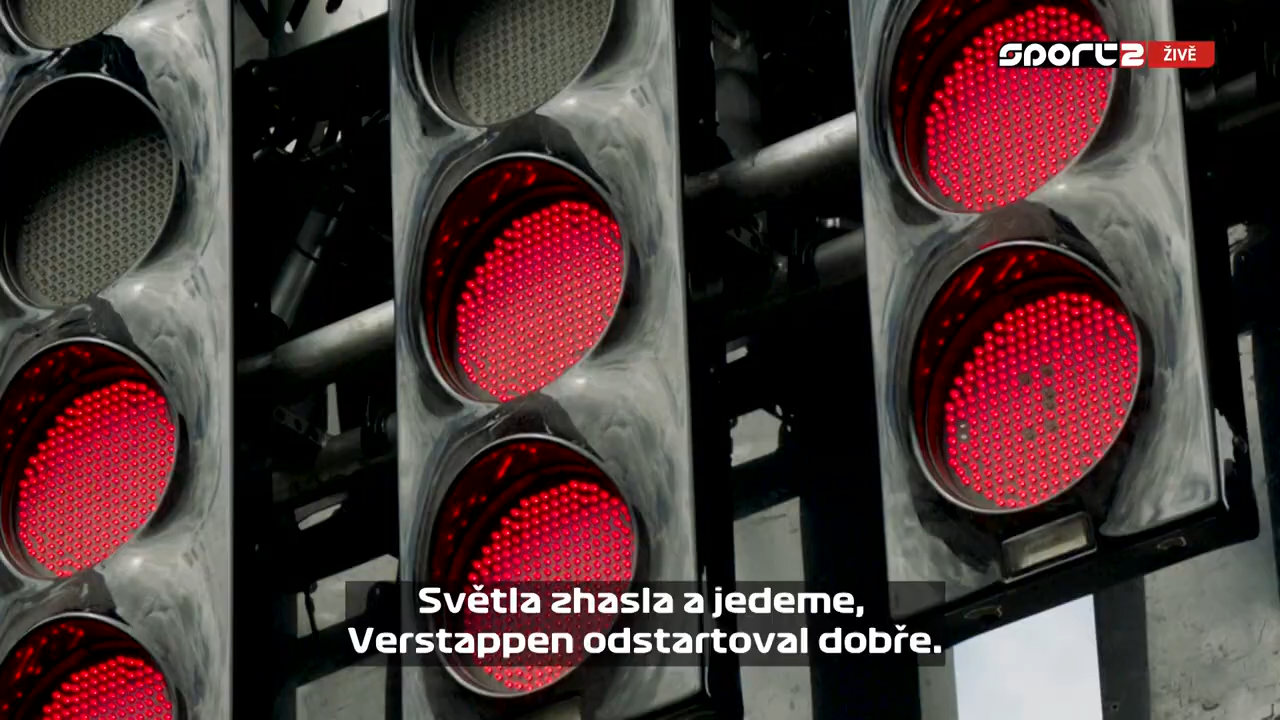 SPORT2 ŽIVĚ
Světla zhasla a jedeme,
Verstappen odstartoval dobře.